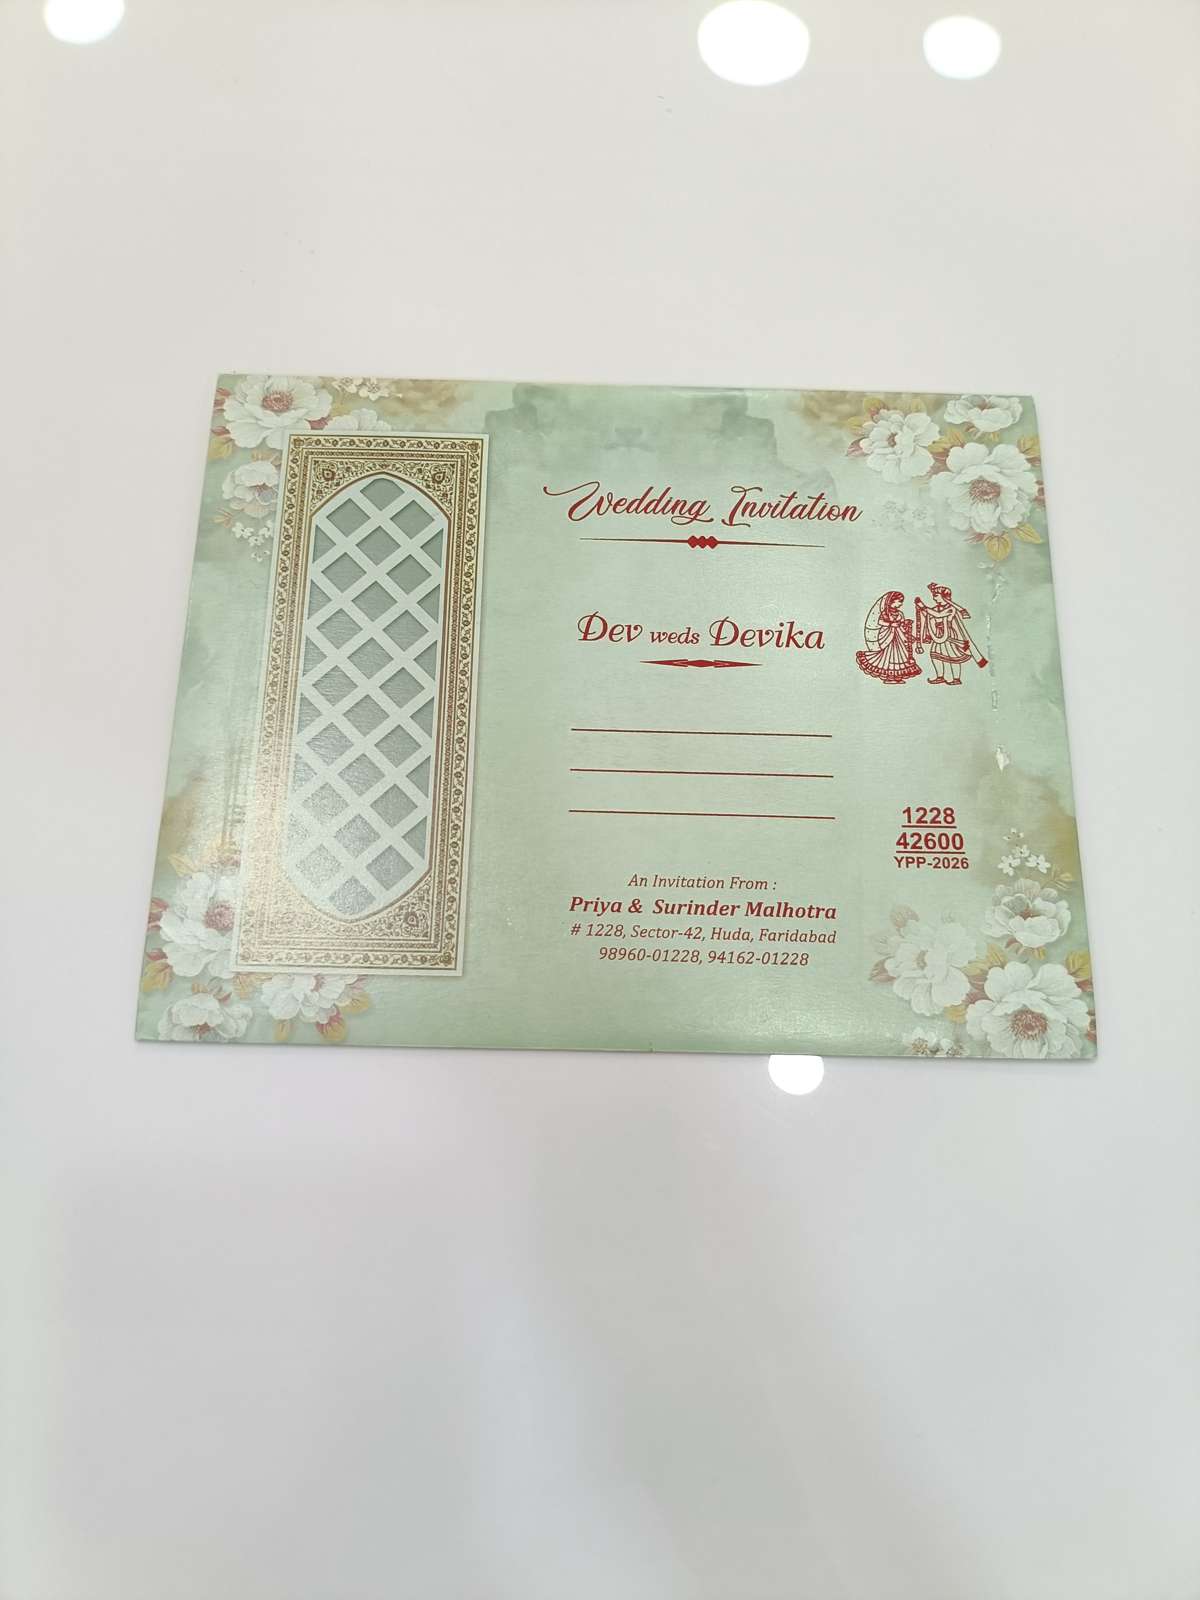 Wedding Invitation
Dev weds Devika
1228
42600
YPP-2026
An Invitation From :
Priya & Surinder Malhotra
# 1228, Sector-42, Huda, Faridabad
98960-01228, 94162-01228